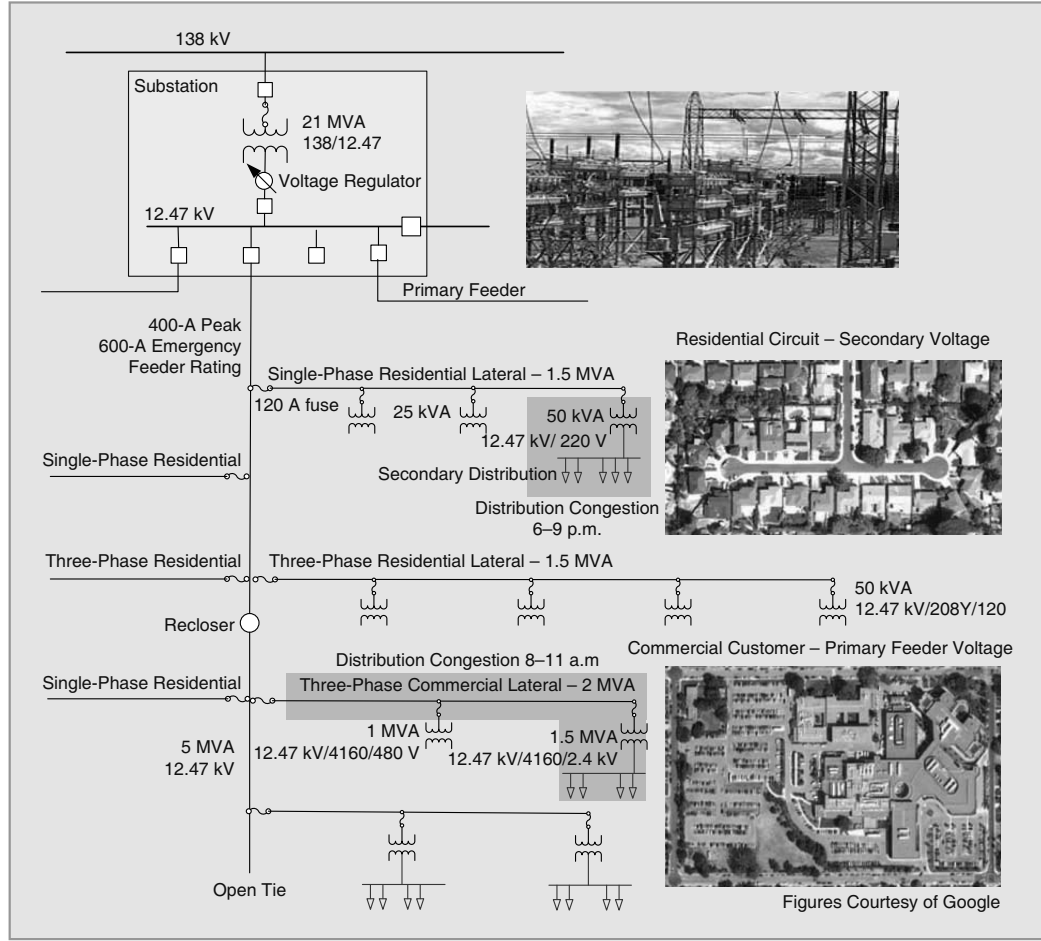 138 kV
Substation
21 MVA
138/12.47
Voltage Regulator
12.47 kV
Primary Feeder
400-A Peak
600-A Emergency
Feeder Rating
Residential Circuit – Secondary Voltage
Single-Phase Residential Lateral – 1.5 MVA
120 A fuse
25 kVA
50 kVA
12.47 kV/ 220 V
Single-Phase Residential
Secondary Distribution
Distribution Congestion
6–9 p.m.
Three-Phase Residential
Three-Phase Residential Lateral – 1.5 MVA
50 kVA
12.47 kV/208Y/120
Recloser
Commercial Customer – Primary Feeder Voltage
Distribution Congestion 8–11 a.m
Single-Phase Residential
Three-Phase Commercial Lateral – 2 MVA
1 MVA
12.47 kV/4160/480 V
1.5 MVA
12.47 kV/4160/2.4 kV
5 MVA
12.47 kV
Open Tie
Figures Courtesy of Google